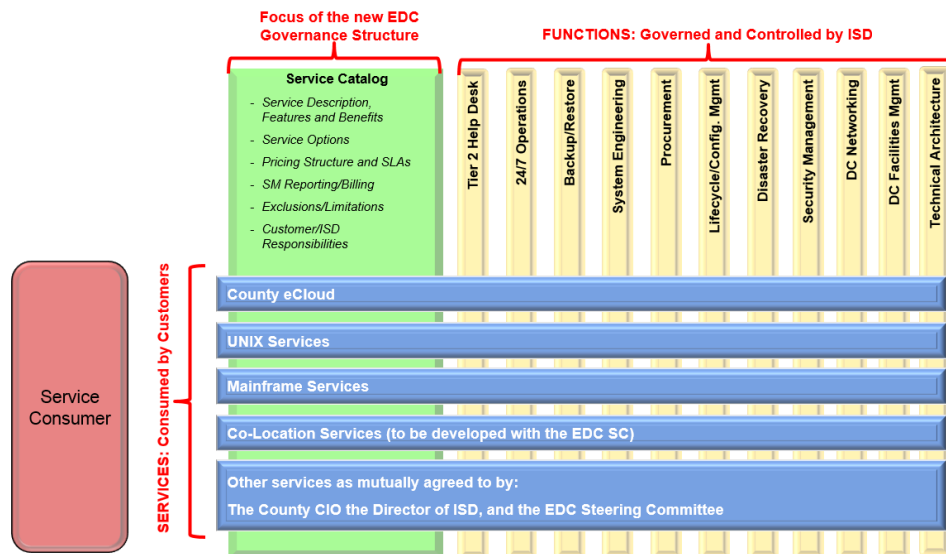 Focus of the new EDC
Governance Structure
FUNCTIONS: Governed and Controlled by ISD
Service Catalog
- Service Description,
Features and Benefits
- Service Options
- Pricing Structure and SLAs
- SM Reporting/Billing
- Exclusions/Limitations
- Customer/ISD
Responsibilities
Tier 2 Help Desk
24/7 Operations
Backup/Restore
System Engineering
Procurement
Lifecycle/Config. Mgmt
Disaster Recovery
Security Management
DC Networking
DC Facilities Mgmt
Technical Architecture
Service
Consumer
SERVICES: Consumed by Customers
County eCloud
UNIX Services
Mainframe Services
Co-Location Services (to be developed with the EDC SC)
Other services as mutually agreed to by:
The County CIO the Director of ISD, and the EDC Steering Committee